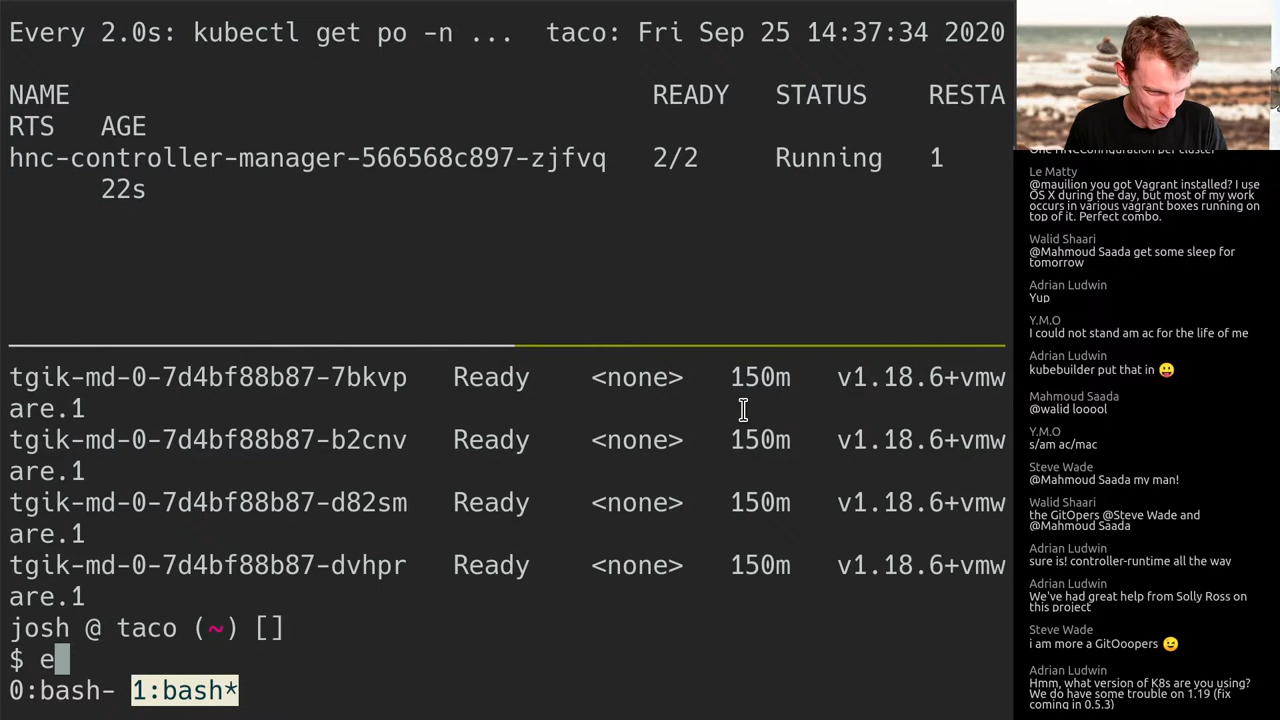 Every 2.0s: kubectl get po -n ...  taco: Fri Sep 25 14:37:34 2020
NAME READY STATUS RESTA
RTS AGE
hnc-controller-manager-566568c897-zjfvq 2/2 Running 1
22s
tgik-md-0-7d4bf88b87-7bkvp Ready <none> 150m v1.18.6+vmw
are.1
tgik-md-0-7d4bf88b87-b2cnv Ready <none> 150m v1.18.6+vmw
are.1
tgik-md-0-7d4bf88b87-d82sm Ready <none> 150m v1.18.6+vmw
are.1
tgik-md-0-7d4bf88b87-dvhpr Ready <none> 150m v1.18.6+vmw
are.1
josh @ taco (~) []
$ e
0:bash- 1:bash*
One HNCConfiguration per cluster
Le Matty
@mauilion you got Vagrant installed? I use
OS X during the day, but most of my work
occurs in various vagrant boxes running on
top of it. Perfect combo.
Walid Shaari
@Mahmoud Saada get some sleep for
tomorrow
Adrian Ludwin
Yup
Y.M.O
I could not stand am ac for the life of me
Adrian Ludwin
kubebuilder put that in 😛
Mahmoud Saada
@walid looool
Y.M.O
s/am ac/mac
Steve Wade
@Mahmoud Saada my man!
Walid Shaari
the GitOpers @Steve Wade and
@Mahmoud Saada
Adrian Ludwin
sure is! controller-runtime all the way
Adrian Ludwin
We've had great help from Solly Ross on
this project
Steve Wade
i am more a GitOoopers 😉
Adrian Ludwin
Hmm, what version of K8s are you using?
We do have some trouble on 1.19 (fix
coming in 0.5.3)